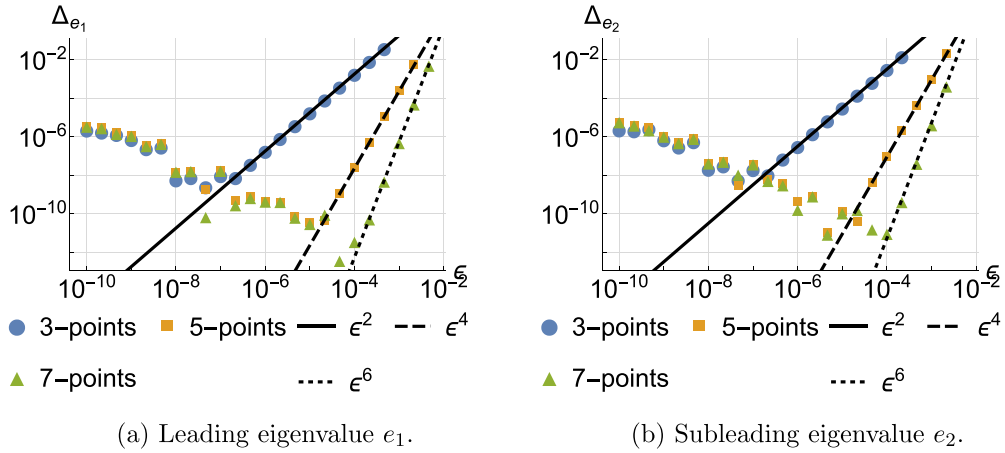 Δe1
10^-2
10^-6
10^-10
ϵ
10^-10 10^-8 10^-6 10^-4 10^-2
3-points 5-points ϵ^2 ϵ^4
7-points ϵ^6
(a) Leading eigenvalue e1.
Δe2
10^-2
10^-6
10^-10
ϵ
10^-10 10^-8 10^-6 10^-4 10^-2
3-points 5-points ϵ^2 ϵ^4
7-points ϵ^6
(b) Subleading eigenvalue e2.